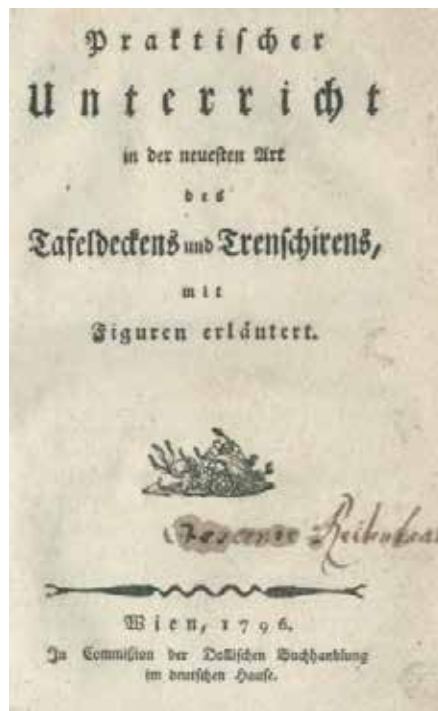 Praktischer
Unterricht
in der neuesten Art
des
Tafeldeckens und Trenschirens,
mit
Figuren erläutert.
Wien, 1796.
In Commißion der Dollischen Buchhandlung
im deutschen Hause.